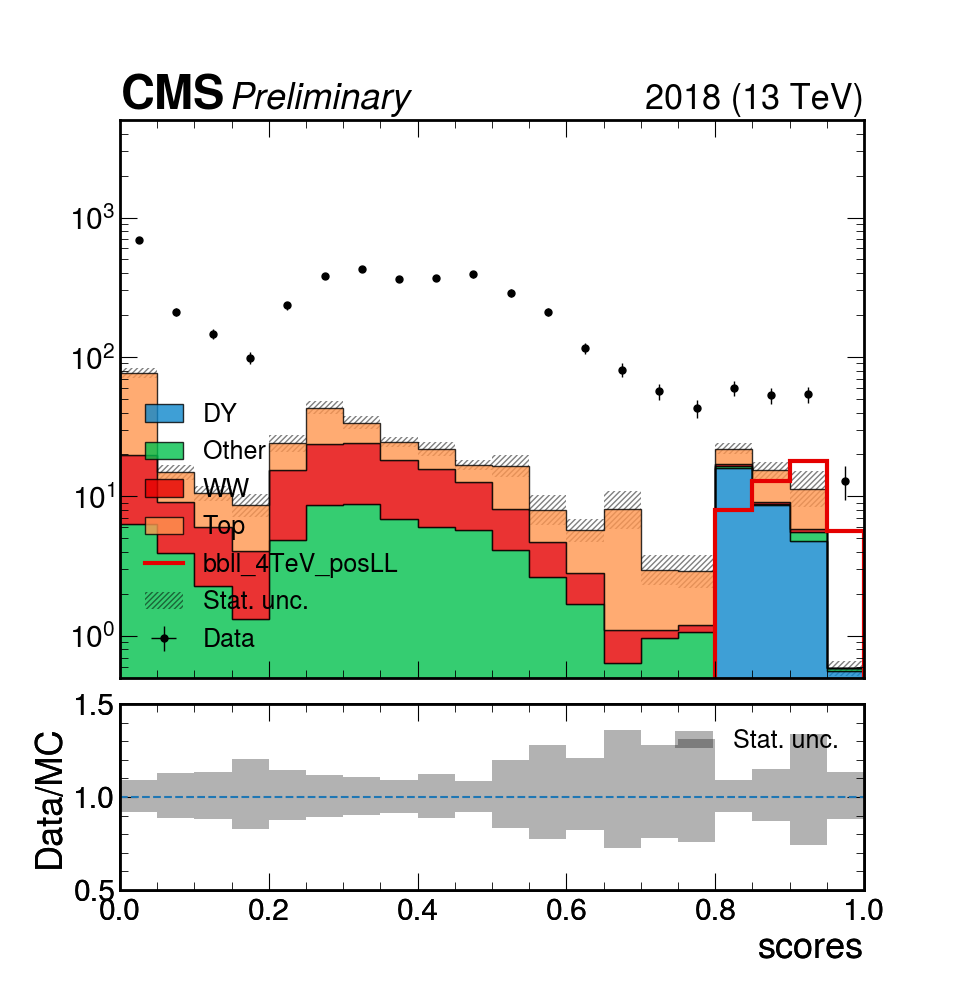 CMS Preliminary 2018 (13 TeV)
10³
10²
10¹
10⁰
DY
Other
WW
Top
bbll_4TeV_posLL
Stat. unc.
Data
1.5
1.0
0.5
Data/MC
Stat. unc.
0.0 0.2 0.4 0.6 0.8 1.0
scores